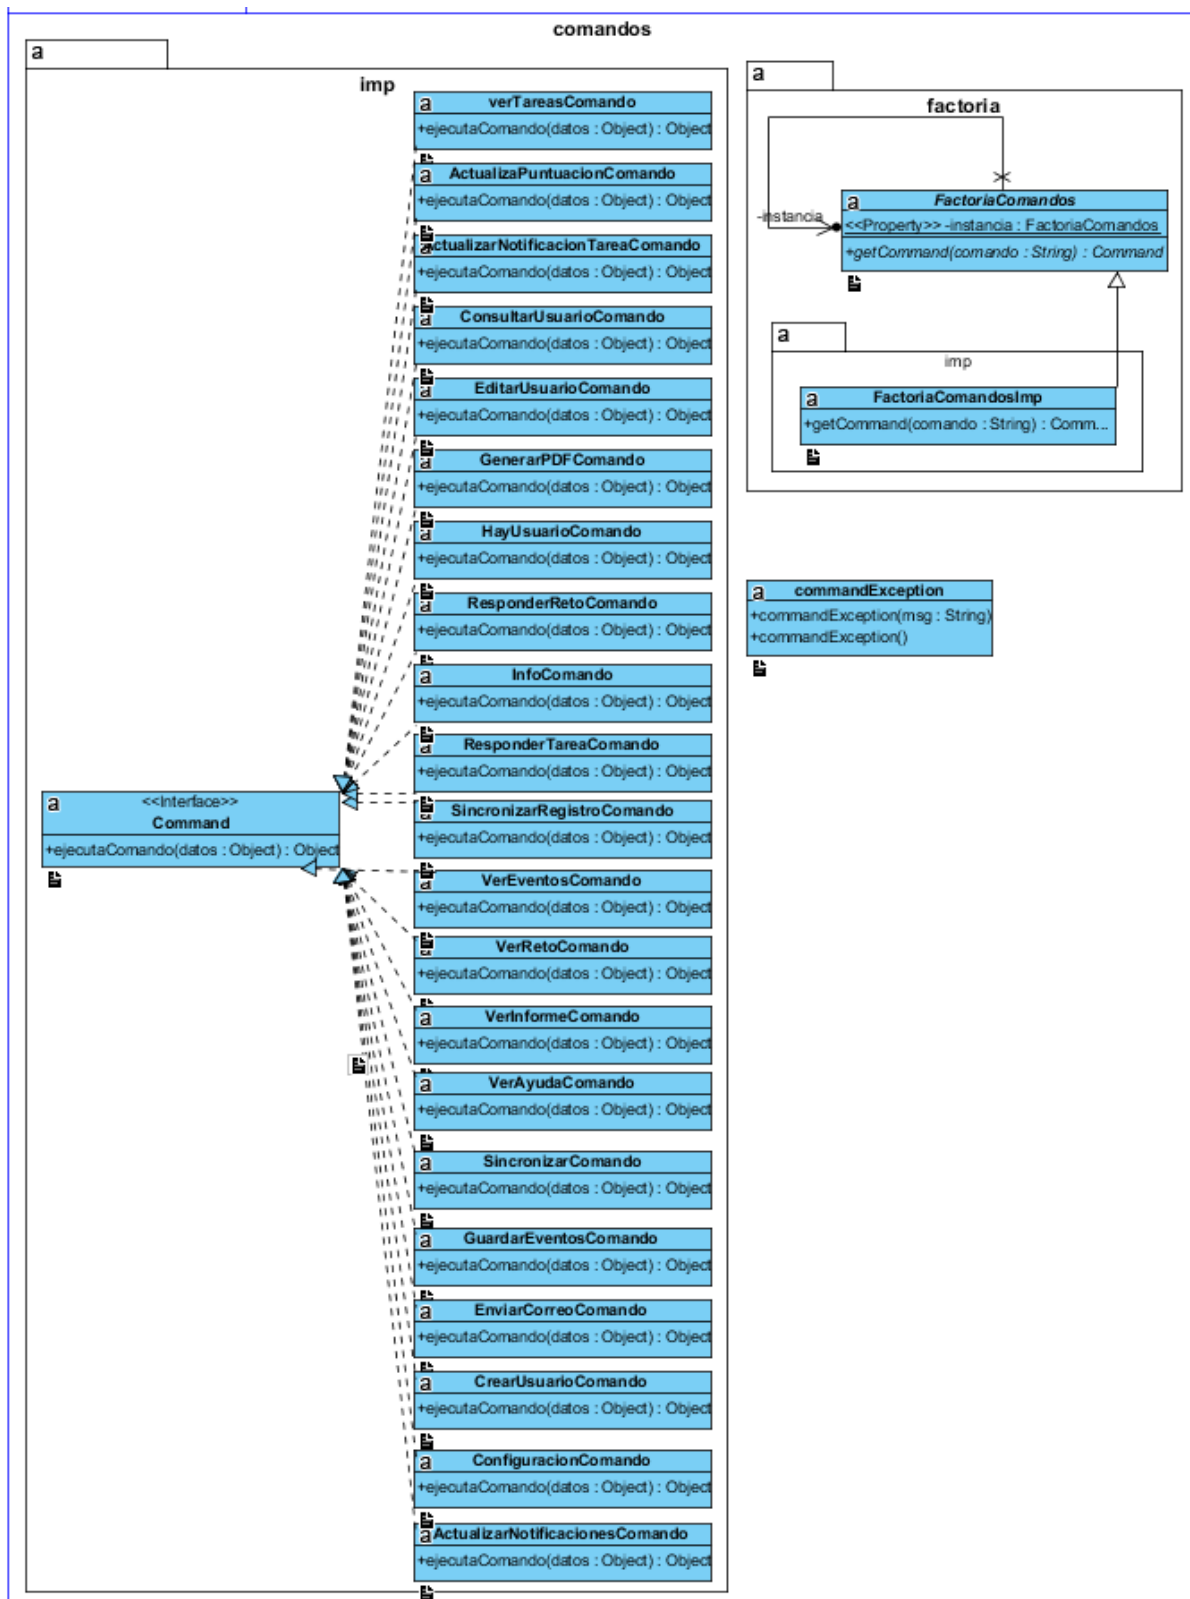 comandos
a
imp
a
verTareasComando
+ejecutaComando(datos : Object) : Object
a
ActualizaPuntuacionComando
+ejecutaComando(datos : Object) : Object
ActualizarNotificacionTareaComando
+ejecutaComando(datos : Object) : Object
a
ConsultarUsuarioComando
+ejecutaComando(datos : Object) : Object
a
EditarUsuarioComando
+ejecutaComando(datos : Object) : Object
a
GenerarPDFComando
+ejecutaComando(datos : Object) : Object
a
HayUsuarioComando
+ejecutaComando(datos : Object) : Object
a
ResponderRetoComando
+ejecutaComando(datos : Object) : Object
a
InfoComando
+ejecutaComando(datos : Object) : Object
a
ResponderTareaComando
+ejecutaComando(datos : Object) : Object
a
SincronizarRegistroComando
+ejecutaComando(datos : Object) : Object
a
<<Interface>>
Command
+ejecutaComando(datos : Object) : Object
a
VerEventosComando
+ejecutaComando(datos : Object) : Object
a
VerRetoComando
+ejecutaComando(datos : Object) : Object
a
VerInformeComando
+ejecutaComando(datos : Object) : Object
a
VerAyudaComando
+ejecutaComando(datos : Object) : Object
a
SincronizarComando
+ejecutaComando(datos : Object) : Object
a
GuardarEventosComando
+ejecutaComando(datos : Object) : Object
a
EnviarCorreoComando
+ejecutaComando(datos : Object) : Object
a
CrearUsuarioComando
+ejecutaComando(datos : Object) : Object
a
ConfiguracionComando
+ejecutaComando(datos : Object) : Object
a
ActualizarNotificacionesComando
+ejecutaComando(datos : Object) : Object
a
factoria
-instancia
a
FactoriaComandos
<<Property>> -instancia : FactoriaComandos
+getCommand(comando : String) : Command
a
imp
a
FactoriaComandosImp
+getCommand(comando : String) : Comm...
a
commandException
+commandException(msg : String)
+commandException()